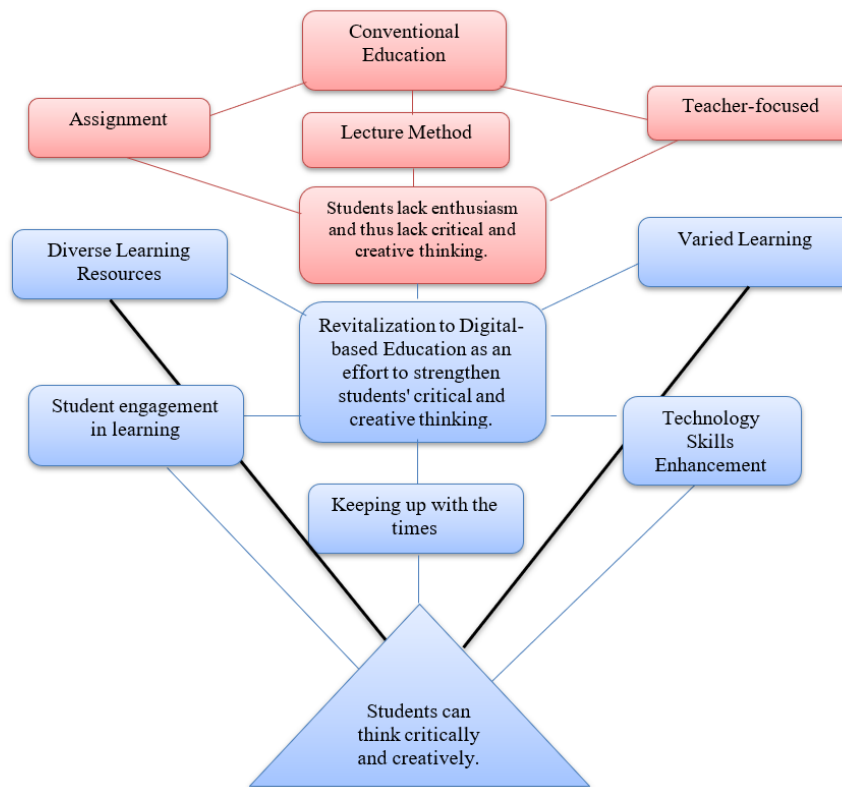 Conventional
Education
Assignment
Lecture Method
Teacher-focused
Students lack enthusiasm
and thus lack critical and
creative thinking.
Diverse Learning
Resources
Varied Learning
Revitalization to Digital-
based Education as an
effort to strengthen
students' critical and
creative thinking.
Student engagement
in learning
Technology
Skills
Enhancement
Keeping up with the
times
Students can
think critically
and creatively.